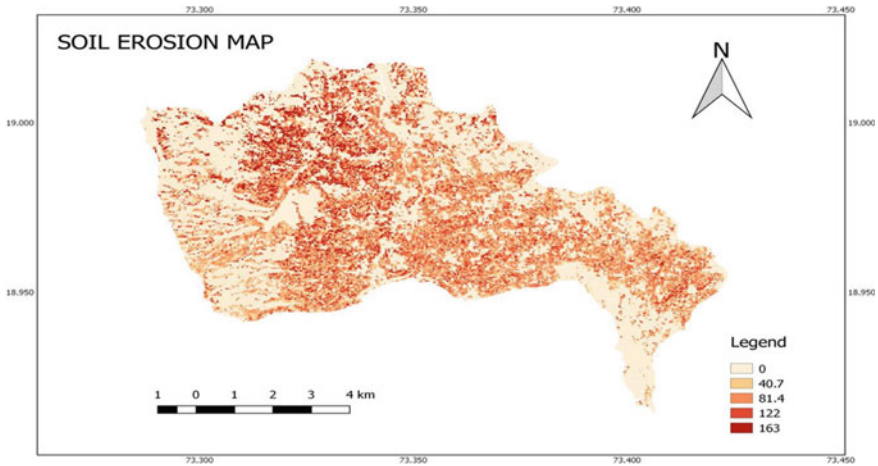 73.300 73.350 73.400 73.450
SOIL EROSION MAP
N
19.000 19.000
18.950 18.950
Legend
0
40.7
81.4
122
163
1 0 1 2 3 4 km
73.300 73.350 73.400 73.450